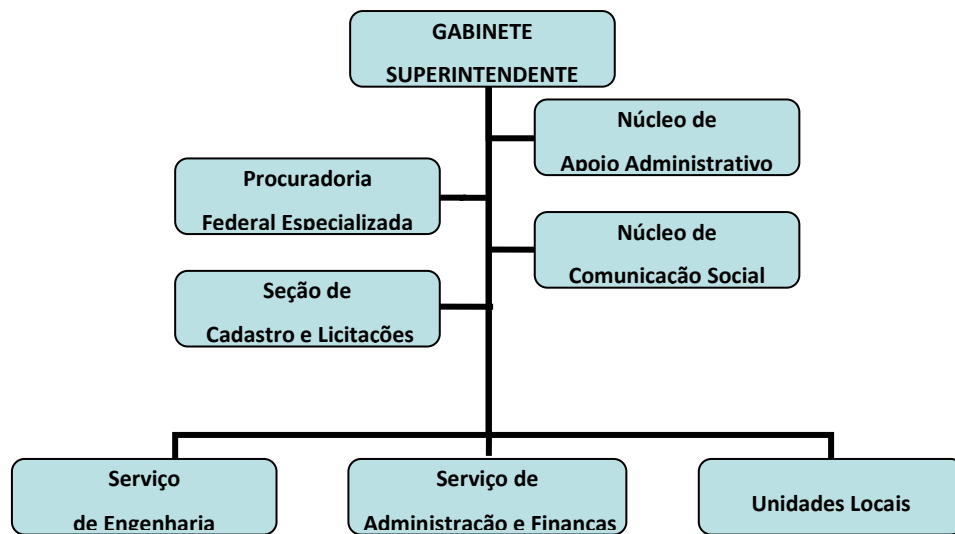 GABINETE
SUPERINTENDENTE
Núcleo de
Apoio Administrativo
Procuradoria
Federal Especializada
Núcleo de
Comunicação Social
Seção de
Cadastro e Licitações
Serviço
de Engenharia
Serviço de
Administração e Finanças
Unidades Locais